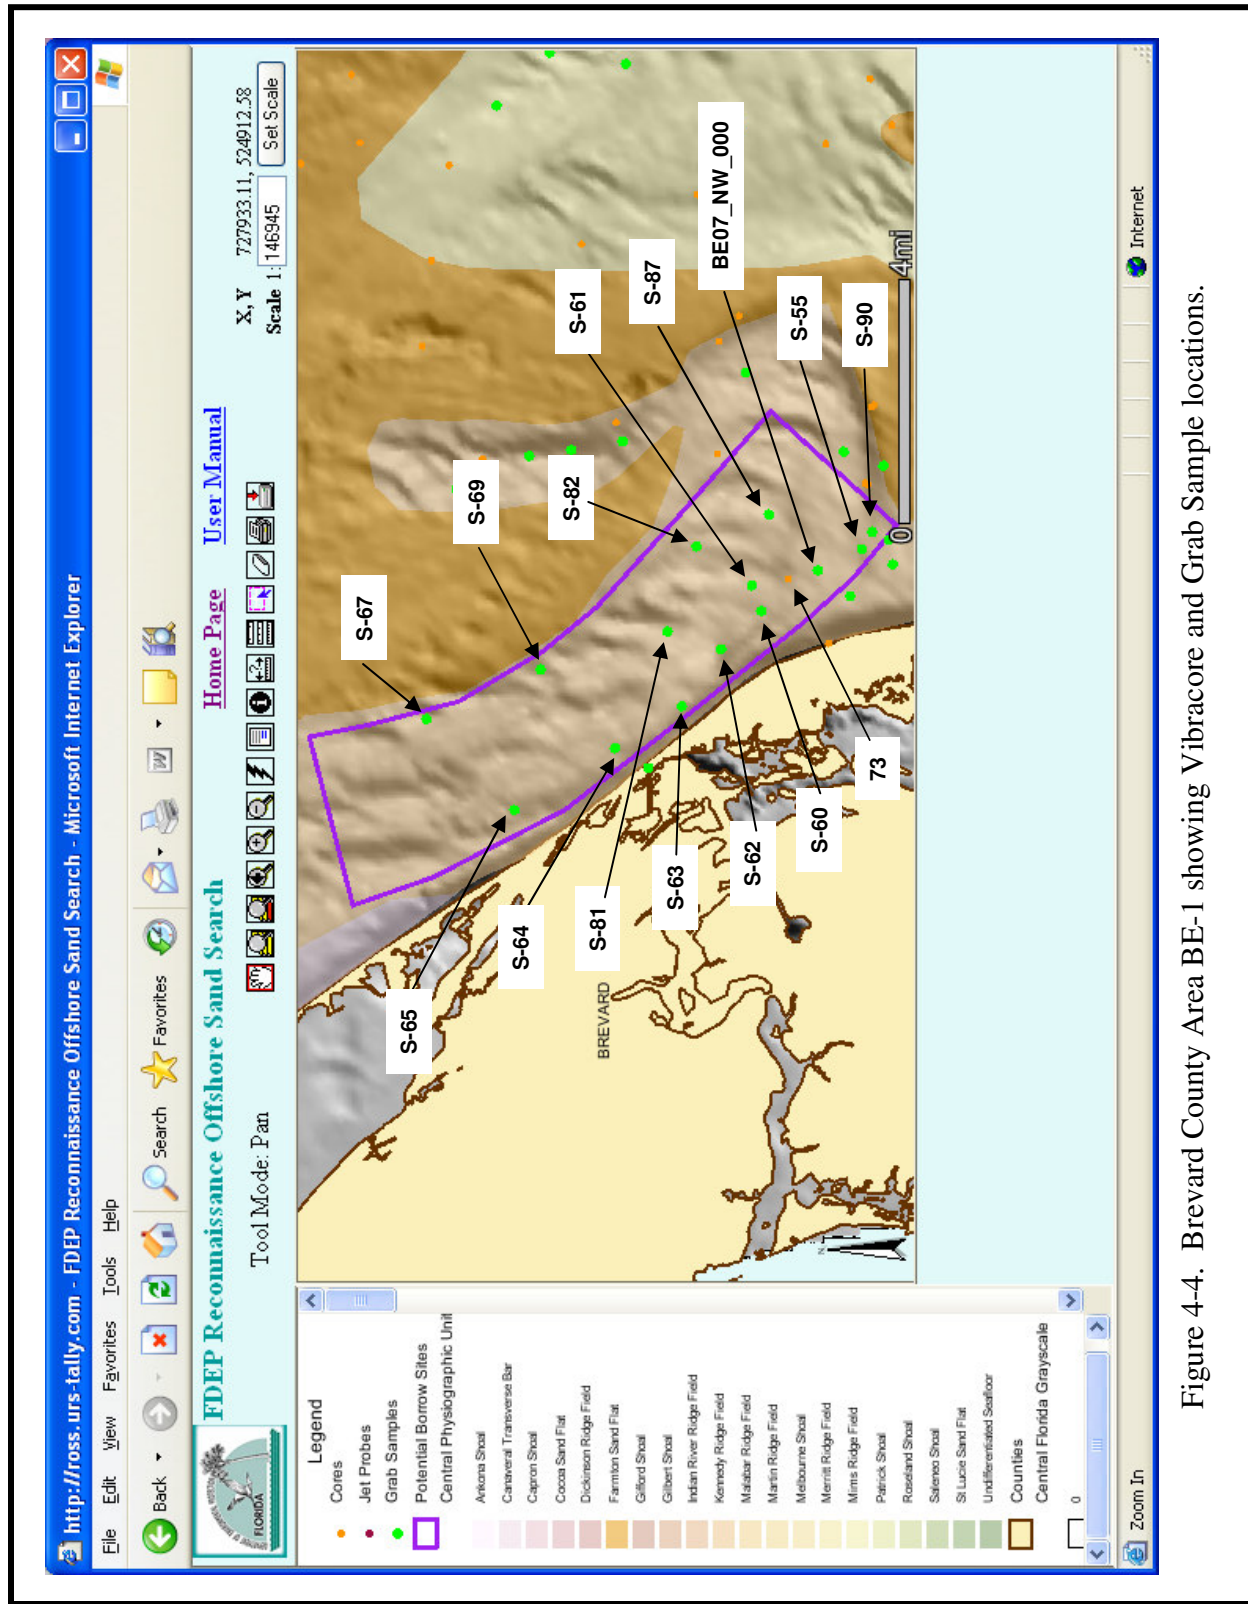 http://ross.urs-tally.com - FDEP Reconnaissance Offshore Sand Search - Microsoft Internet Explorer
File Edit View Favorites Tools Help
Back Search Favorites
FLORIDA
FDEP Reconnaissance Offshore Sand Search
Home Page
User Manual
Tool Mode: Pan
X, Y 727933.11, 524912.58
Scale 1: 146945 Set Scale
Legend
Cores
Jet Probes
Grab Samples
Potential Borrow Sites
Central Physiographic Unit
Ankona Shoal
Canaveral Transverse Bar
Capron Shoal
Cocoa Sand Flat
Dickinson Ridge Field
Farmton Sand Flat
Gifford Shoal
Gilbert Shoal
Indian River Ridge Field
Kennedy Ridge Field
Malabar Ridge Field
Martin Ridge Field
Melbourne Shoal
Merritt Ridge Field
Mims Ridge Field
Patrick Shoal
Roseland Shoal
Saleneo Shoal
St Lucie Sand Flat
Undifferentiated Seafloor
Counties
Central Florida Grayscale
0
S-67
S-69
S-82
S-61
S-87
BE07_NW_000
S-55
S-90
S-65
S-64
S-81
S-63
S-62
S-60
73
BREVARD
N
0 4mi
Zoom In
Internet
Figure 4-4. Brevard County Area BE-1 showing Vibracore and Grab Sample locations.